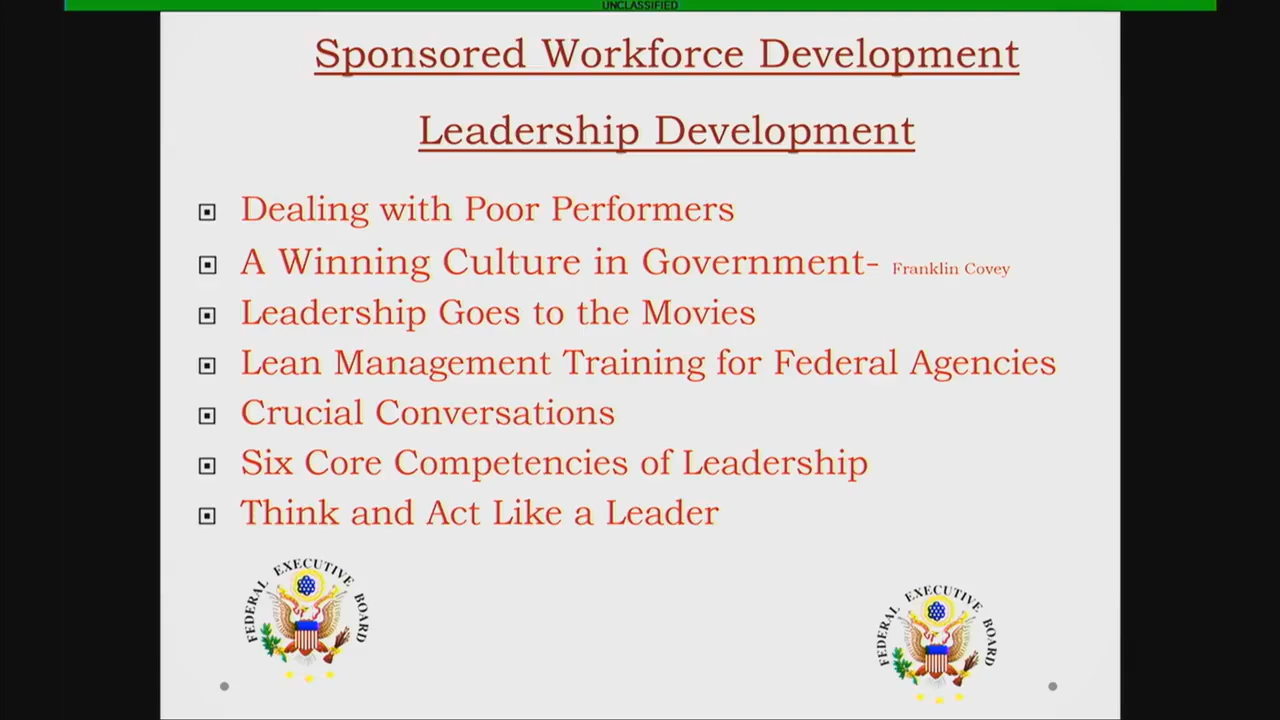 UNCLASSIFIED
Sponsored Workforce Development
Leadership Development
Dealing with Poor Performers
A Winning Culture in Government- Franklin Covey
Leadership Goes to the Movies
Lean Management Training for Federal Agencies
Crucial Conversations
Six Core Competencies of Leadership
Think and Act Like a Leader
FEDERAL EXECUTIVE BOARD
FEDERAL EXECUTIVE BOARD